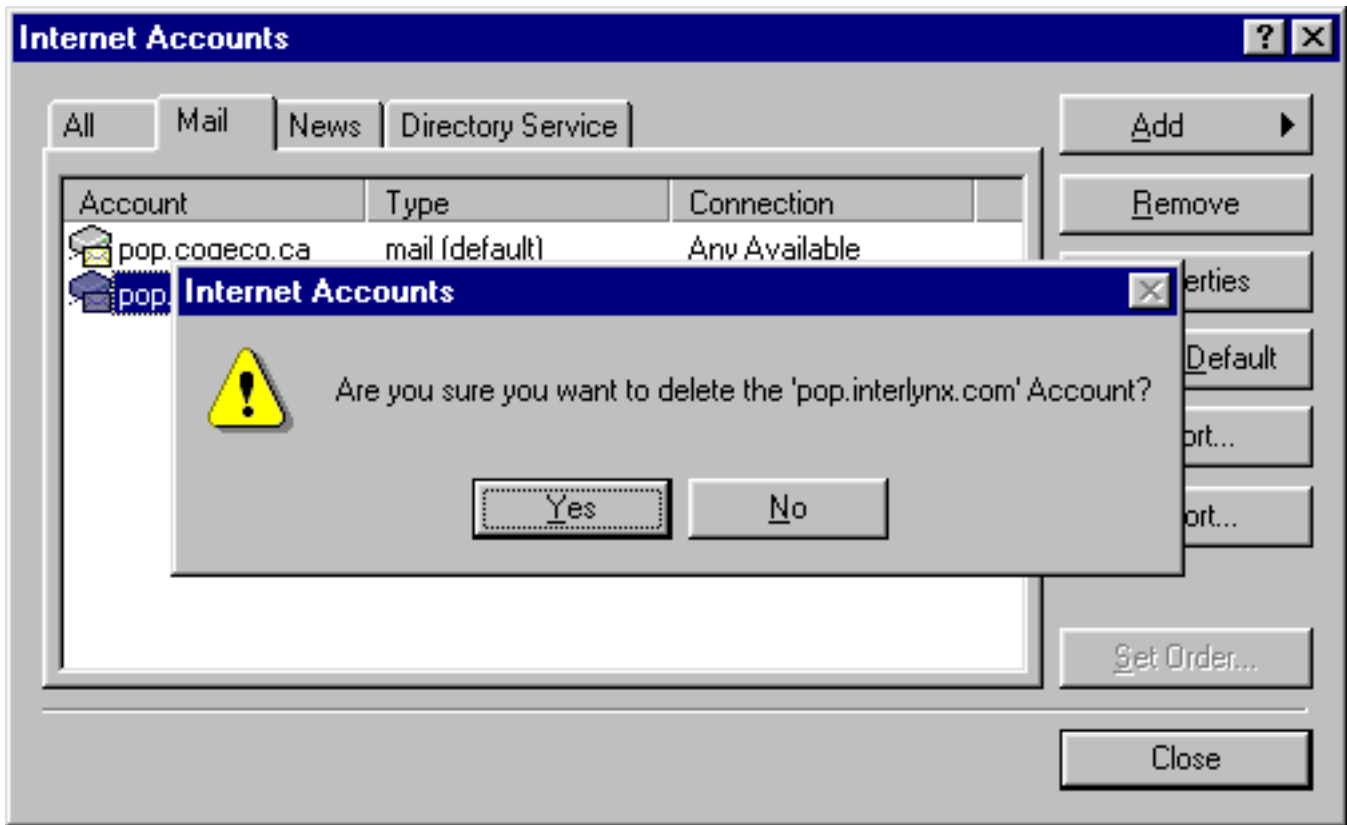 Internet Accounts
All Mail News Directory Service
Add
Remove
Account Type Connection
pop.cogeco.ca mail (default) Any Available
pop.
erties
Default
ort...
ort...
Set Order...
Close
Internet Accounts
Are you sure you want to delete the 'pop.interlynx.com' Account?
Yes No